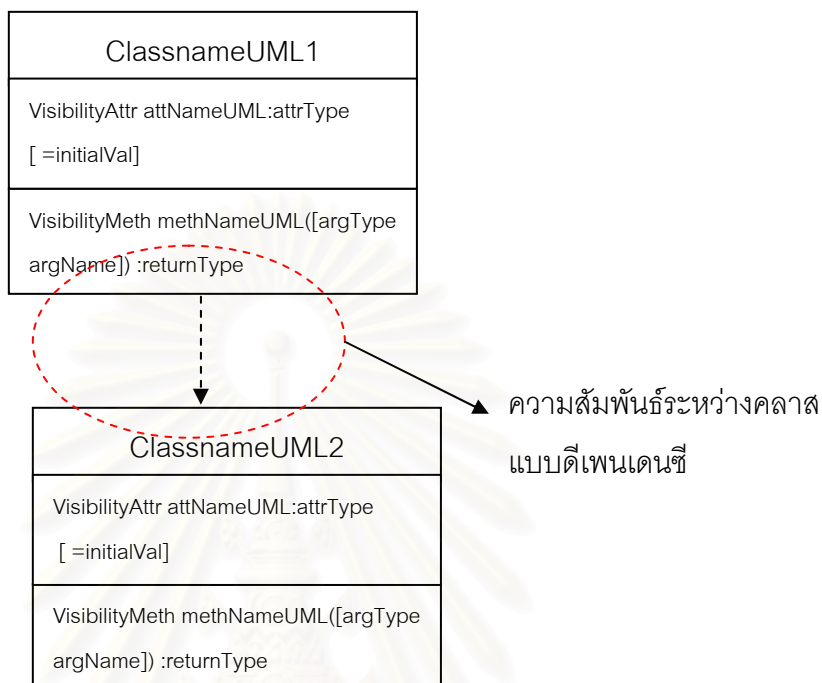 ClassnameUML1
VisibilityAttr attNameUML:attrType
[ =initialVal]
VisibilityMeth methNameUML([argType
argName]) :returnType
ความสัมพันธ์ระหว่างคลาส
แบบดีเพนเดนซี
ClassnameUML2
VisibilityAttr attNameUML:attrType
[ =initialVal]
VisibilityMeth methNameUML([argType
argName]) :returnType